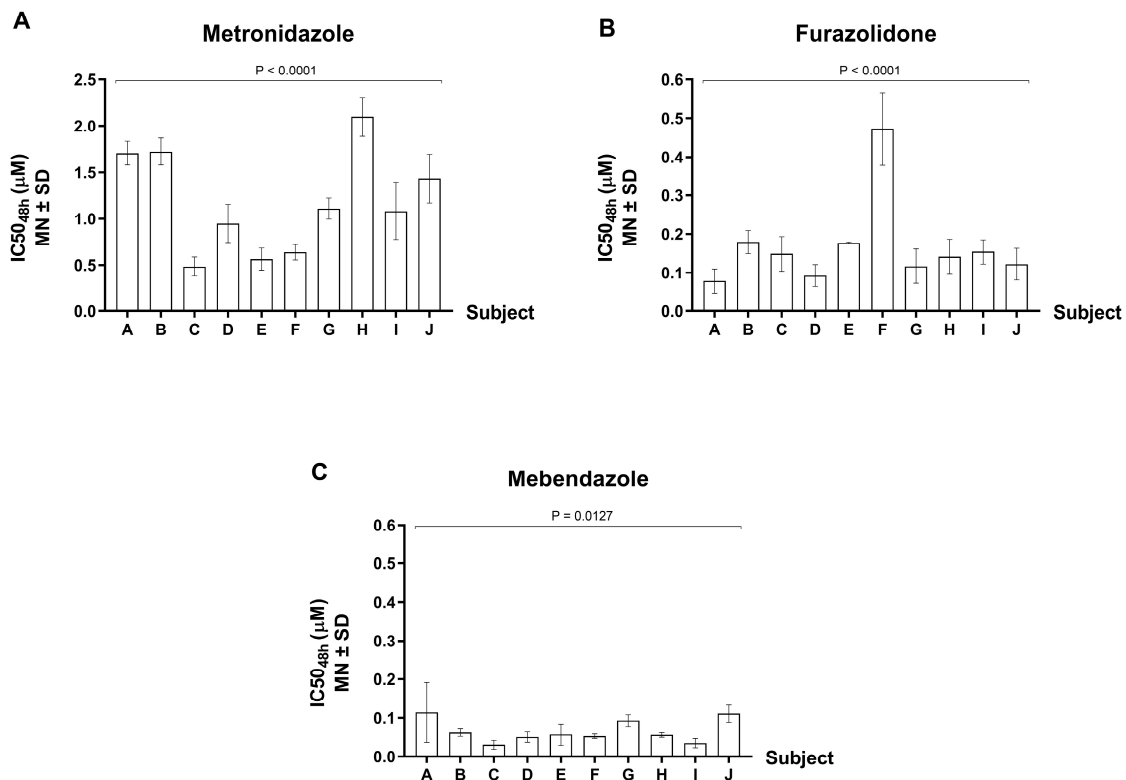 A
Metronidazole
P < 0.0001
2.5
2.0
1.5
1.0
0.5
0.0
IC5048h (μM)
MN ± SD
A B C D E F G H I J
Subject
B
Furazolidone
P < 0.0001
0.6
0.5
0.4
0.3
0.2
0.1
0.0
IC5048h (μM)
MN ± SD
A B C D E F G H I J
Subject
C
Mebendazole
P = 0.0127
0.6
0.5
0.4
0.3
0.2
0.1
0.0
IC5048h (μM)
MN ± SD
A B C D E F G H I J
Subject